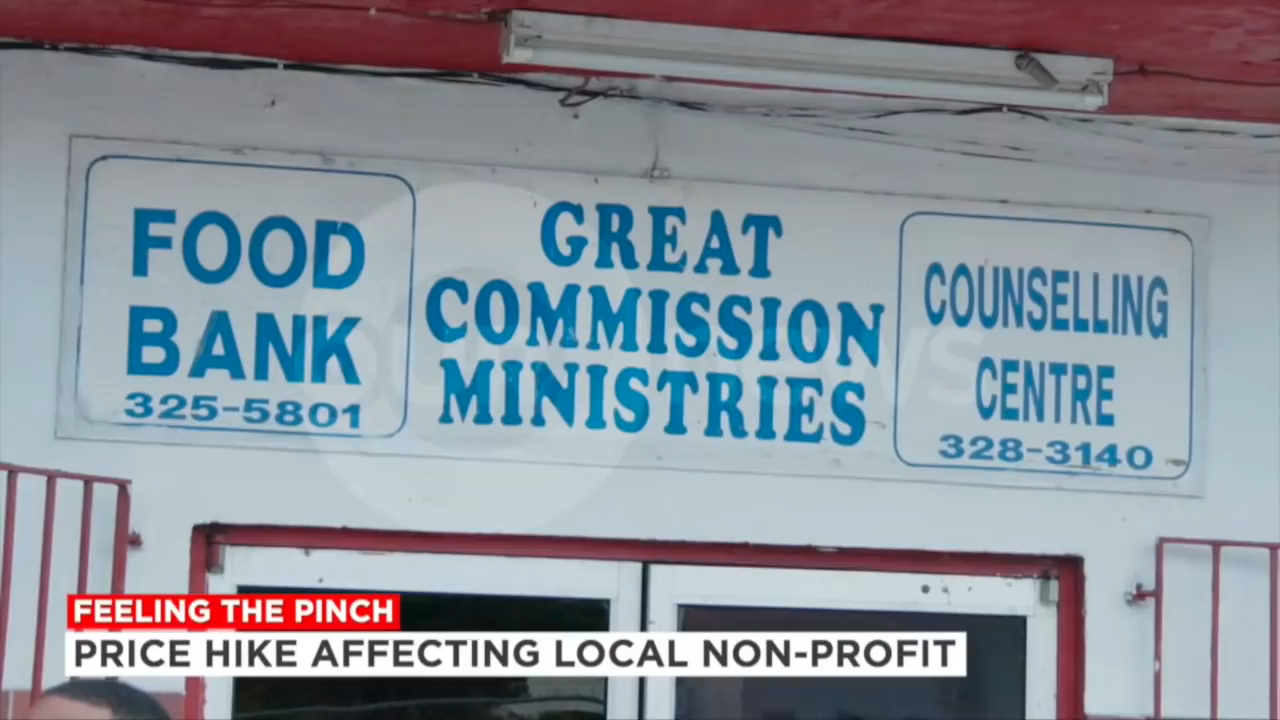 FOOD
BANK
325-5801
GREAT
COMMISSION
MINISTRIES
COUNSELLING
CENTRE
328-3140
FEELING THE PINCH
PRICE HIKE AFFECTING LOCAL NON-PROFIT